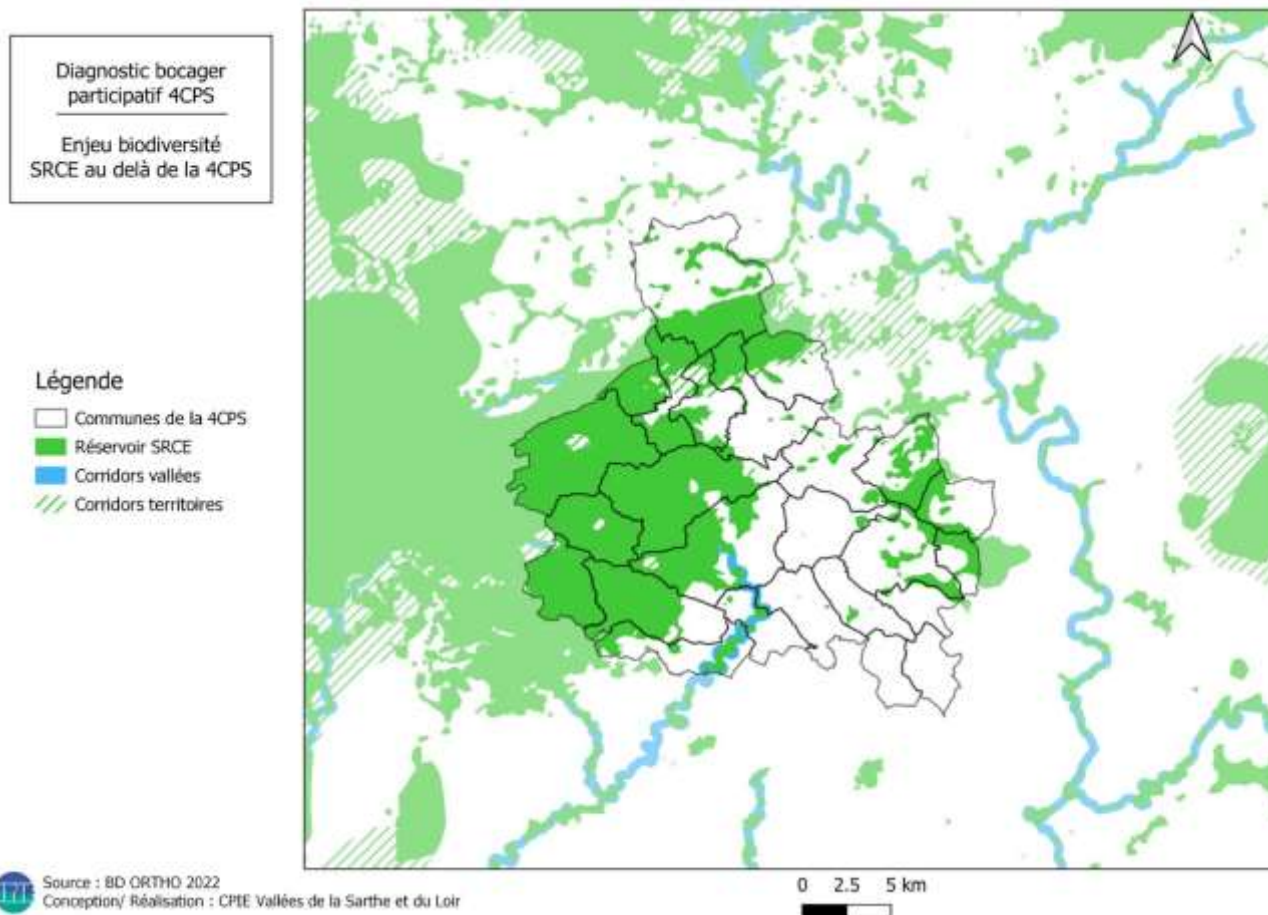 Diagnostic bocager
participatif 4CPS
Enjeu biodiversité
SRCE au delà de la 4CPS
Légende
Communes de la 4CPS
Réservoir SRCE
Corridors vallées
Corridors territoires
Source : BD ORTHO 2022
Conception/ Réalisation : CPIE Vallées de la Sarthe et du Loir
0 2.5 5 km